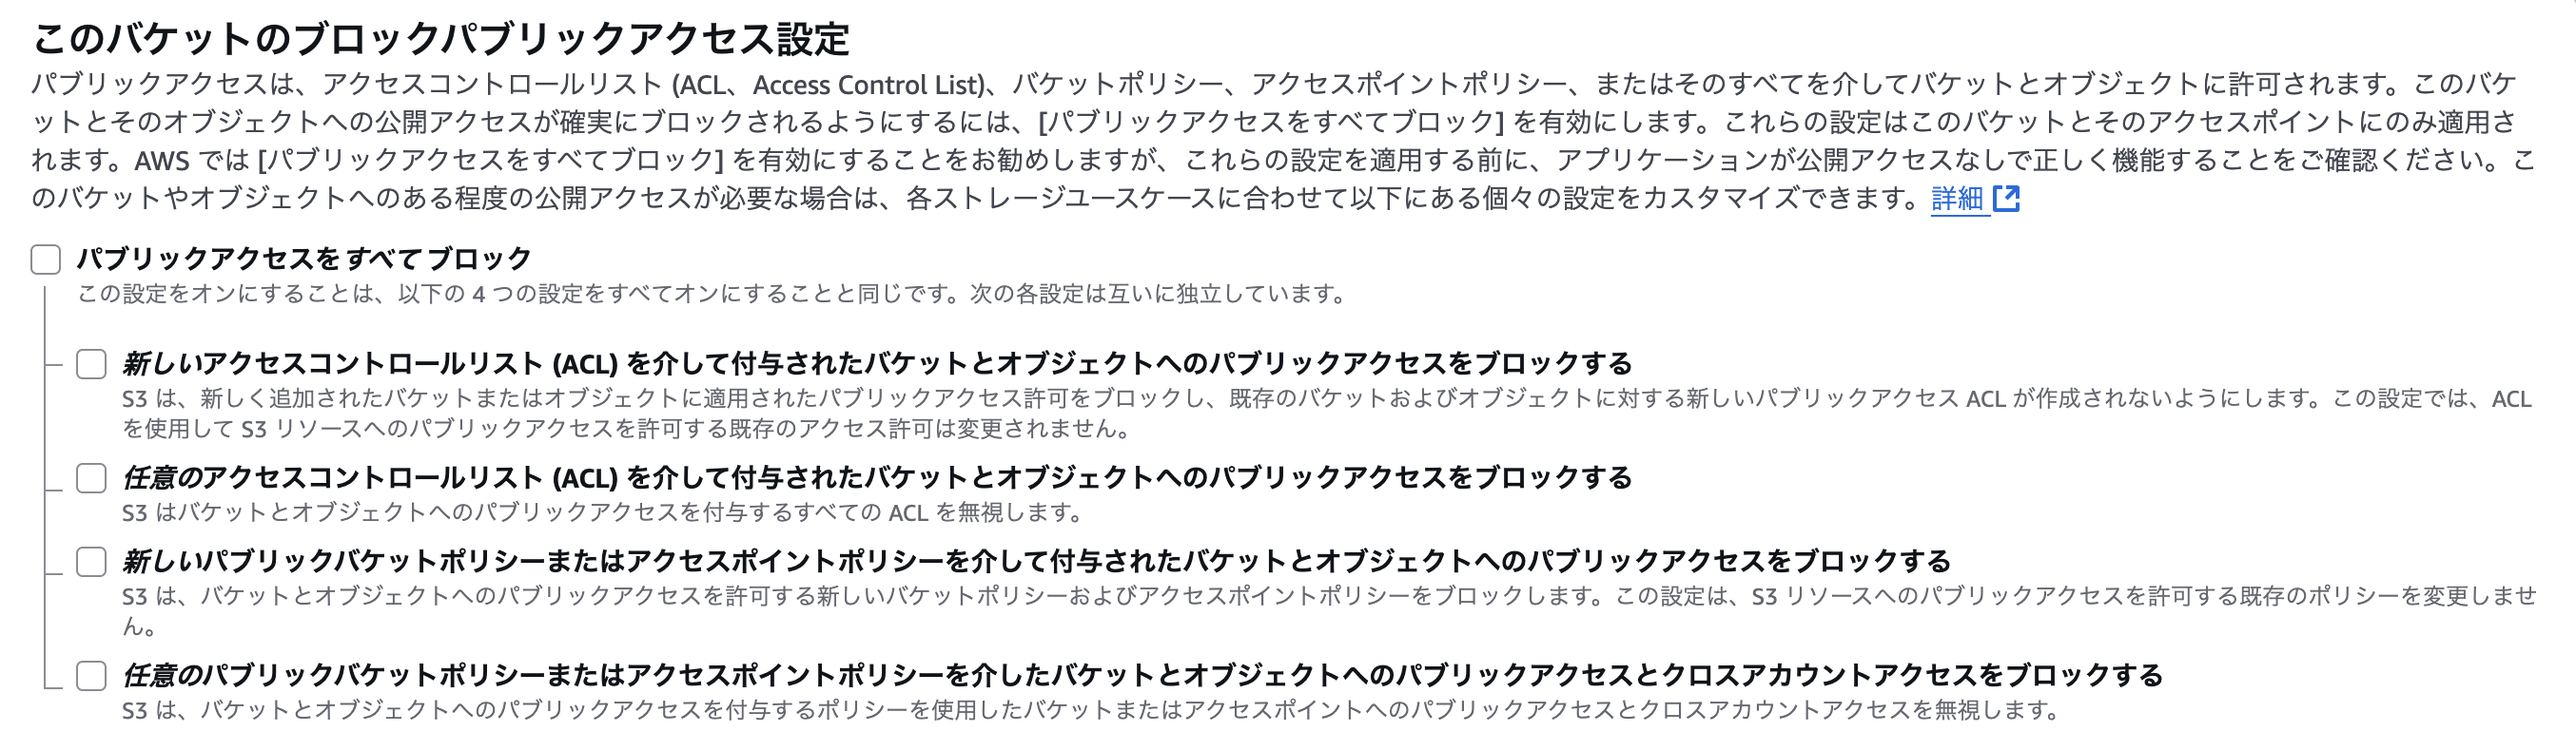 このバケットのブロックパブリックアクセス設定
パブリックアクセスは、アクセスコントロールリスト (ACL、Access Control List)、バケットポリシー、アクセスポイントポリシー、またはそのすべてを介してバケットとオブジェクトに許可されます。このバケ
ットとそのオブジェクトへの公開アクセスが確実にブロックされるようにするには、[パブリックアクセスをすべてブロック] を有効にします。これらの設定はこのバケットとそのアクセスポイントにのみ適用さ
れます。AWS では [パブリックアクセスをすべてブロック] を有効にすることをお勧めしますが、これらの設定を適用する前に、アプリケーションが公開アクセスなしで正しく機能することをご確認ください。こ
のバケットやオブジェクトへのある程度の公開アクセスが必要な場合は、各ストレージユースケースに合わせて以下にある個々の設定をカスタマイズできます。詳細
パブリックアクセスをすべてブロック
この設定をオンにすることは、以下の 4 つの設定をすべてオンにすることと同じです。次の各設定は互いに独立しています。
新しいアクセスコントロールリスト (ACL) を介して付与されたバケットとオブジェクトへのパブリックアクセスをブロックする
S3 は、新しく追加されたバケットまたはオブジェクトに適用されたパブリックアクセス許可をブロックし、既存のバケットおよびオブジェクトに対する新しいパブリックアクセス ACL が作成されないようにします。この設定では、ACL
を使用して S3 リソースへのパブリックアクセスを許可する既存のアクセス許可は変更されません。
任意のアクセスコントロールリスト (ACL) を介して付与されたバケットとオブジェクトへのパブリックアクセスをブロックする
S3 はバケットとオブジェクトへのパブリックアクセスを付与するすべての ACL を無視します。
新しいパブリックバケットポリシーまたはアクセスポイントポリシーを介して付与されたバケットとオブジェクトへのパブリックアクセスをブロックする
S3 は、バケットとオブジェクトへのパブリックアクセスを許可する新しいバケットポリシーおよびアクセスポイントポリシーをブロックします。この設定は、S3 リソースへのパブリックアクセスを許可する既存のポリシーを変更しませ
ん。
任意のパブリックバケットポリシーまたはアクセスポイントポリシーを介したバケットとオブジェクトへのパブリックアクセスとクロスアカウントアクセスをブロックする
S3 は、バケットとオブジェクトへのパブリックアクセスを付与するポリシーを使用したバケットまたはアクセスポイントへのパブリックアクセスとクロスアカウントアクセスを無視します。